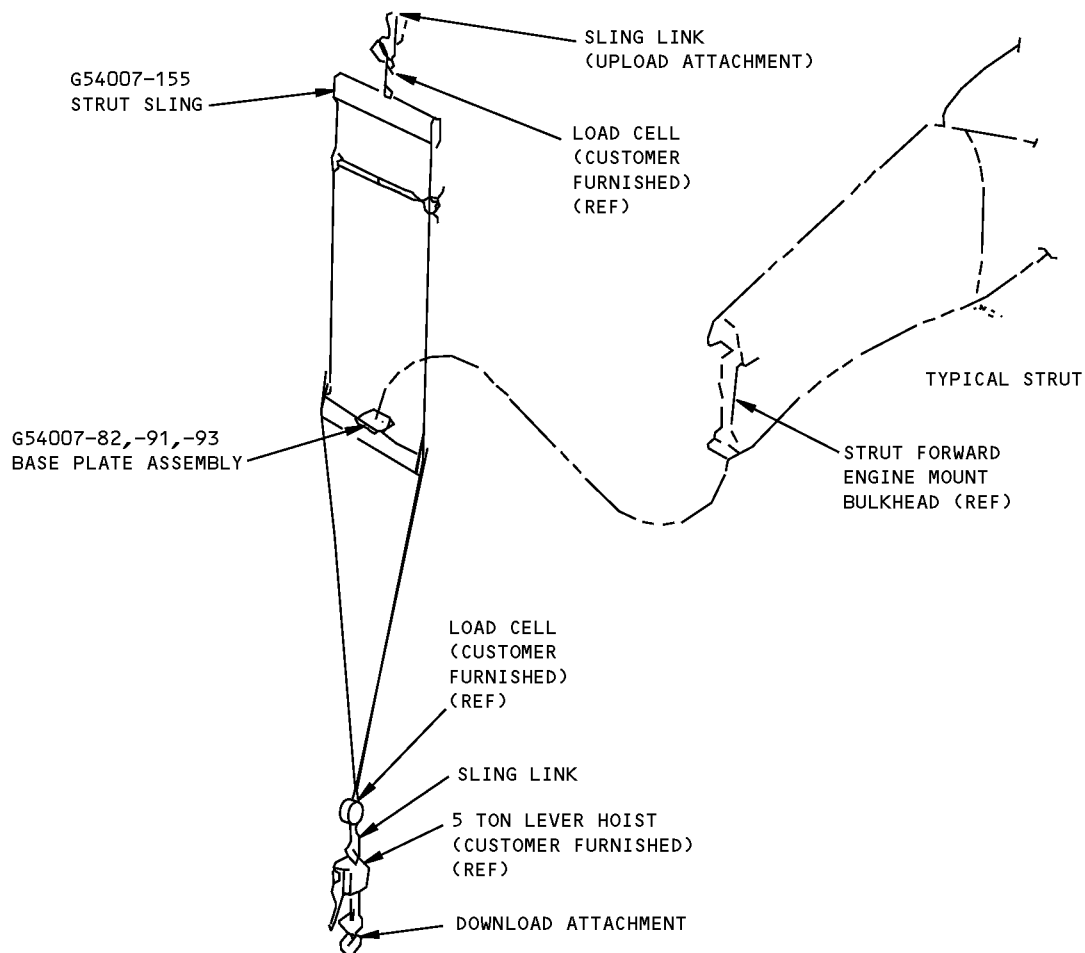 SLING LINK
(UPLOAD ATTACHMENT)
G54007-155
STRUT SLING
LOAD CELL
(CUSTOMER
FURNISHED)
(REF)
TYPICAL STRUT
G54007-82,-91,-93
BASE PLATE ASSEMBLY
STRUT FORWARD
ENGINE MOUNT
BULKHEAD (REF)
LOAD CELL
(CUSTOMER
FURNISHED)
(REF)
SLING LINK
5 TON LEVER HOIST
(CUSTOMER FURNISHED)
(REF)
DOWNLOAD ATTACHMENT